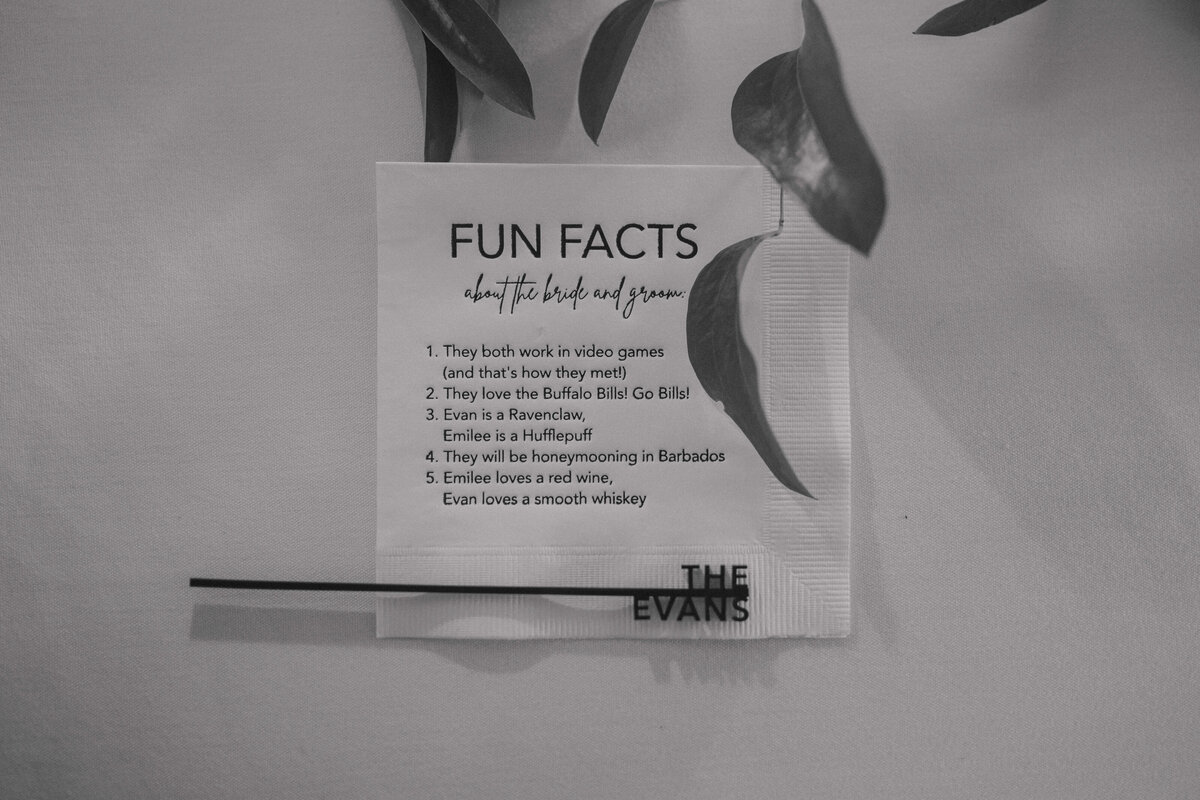 FUN FACTS
about the bride and groom:
1. They both work in video games
(and that's how they met!)
2. They love the Buffalo Bills! Go Bills!
3. Evan is a Ravenclaw,
Emilee is a Hufflepuff
4. They will be honeymooning in Barbados
5. Emilee loves a red wine,
Evan loves a smooth whiskey
THE
EVANS